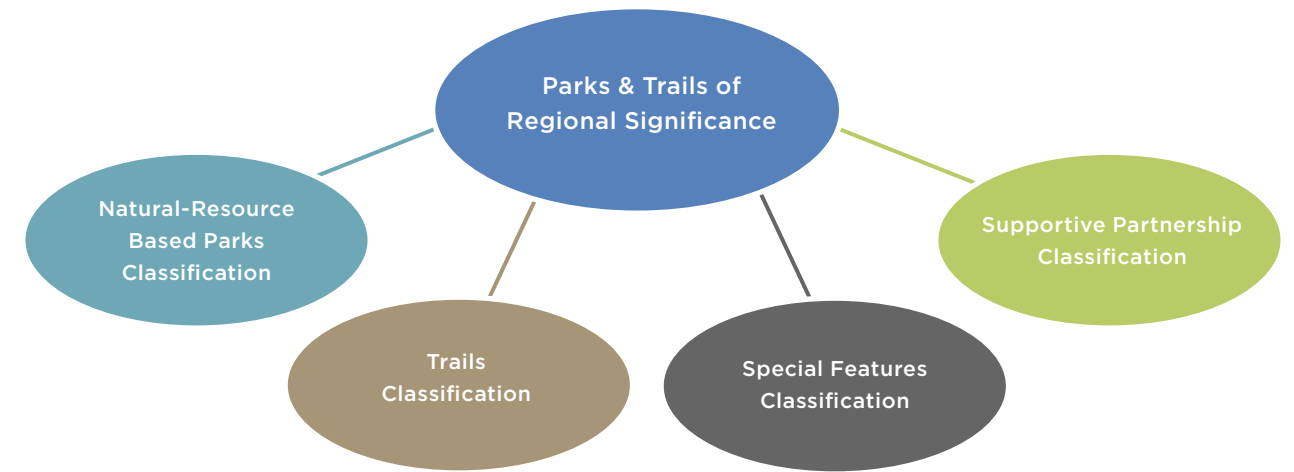 Parks & Trails of
Regional Significance
Natural-Resource
Based Parks
Classification
Trails
Classification
Special Features
Classification
Supportive Partnership
Classification